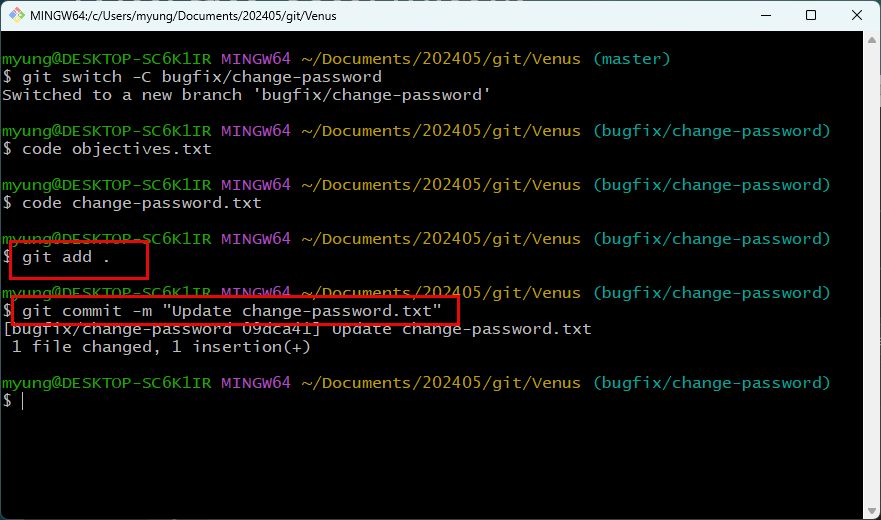 MINGW64:/c/Users/myung/Documents/202405/git/Venus
myung@DESKTOP-SC6K1IR MINGW64 ~/Documents/202405/git/Venus (master)
$ git switch -C bugfix/change-password
Switched to a new branch 'bugfix/change-password'
myung@DESKTOP-SC6K1IR MINGW64 ~/Documents/202405/git/Venus (bugfix/change-password)
$ code objectives.txt
myung@DESKTOP-SC6K1IR MINGW64 ~/Documents/202405/git/Venus (bugfix/change-password)
$ code change-password.txt
myung@DESKTOP-SC6K1IR MINGW64 ~/Documents/202405/git/Venus (bugfix/change-password)
$ git add .
myung@DESKTOP-SC6K1IR MINGW64 ~/Documents/202405/git/Venus (bugfix/change-password)
$ git commit -m "Update change-password.txt"
[bugfix/change-password 09dca41] Update change-password.txt
 1 file changed, 1 insertion(+)
myung@DESKTOP-SC6K1IR MINGW64 ~/Documents/202405/git/Venus (bugfix/change-password)
$